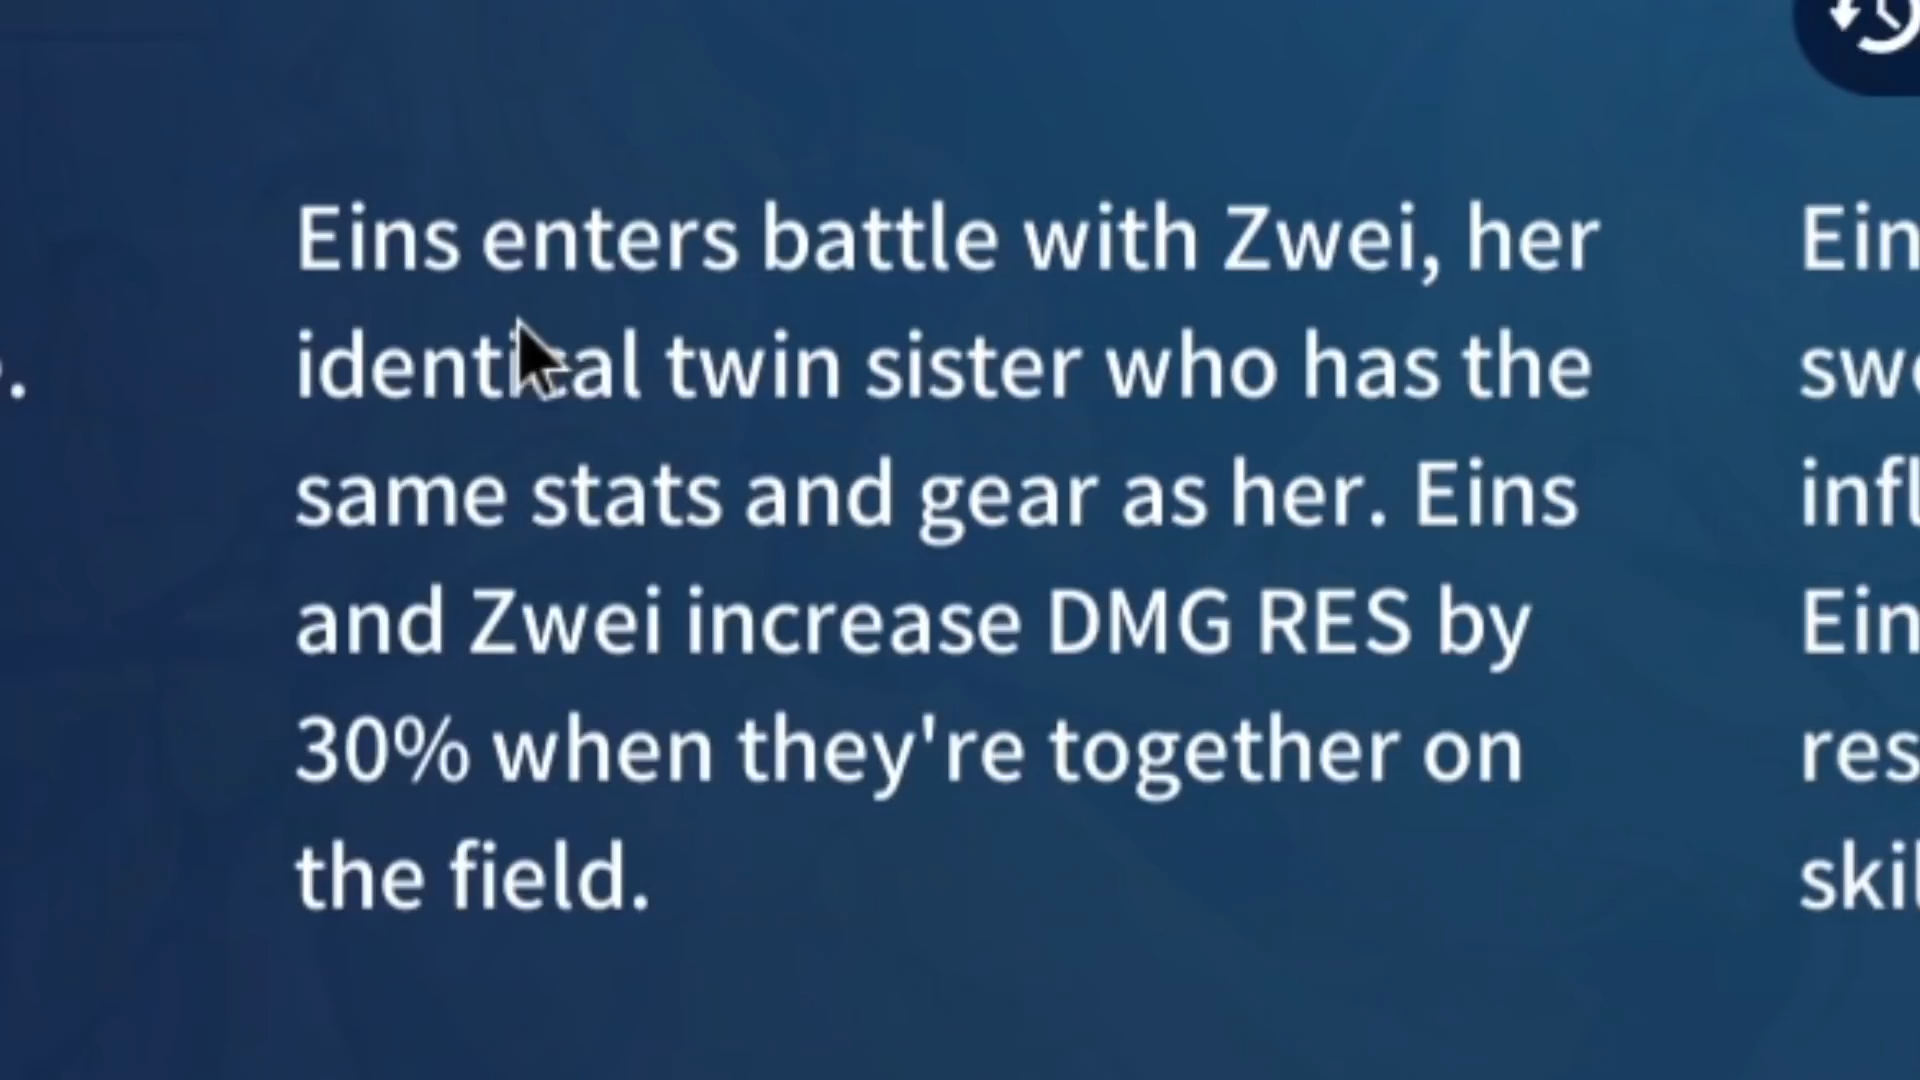 Eins enters battle with Zwei, her
identical twin sister who has the
same stats and gear as her. Eins
and Zwei increase DMG RES by
30% when they're together on
the field.